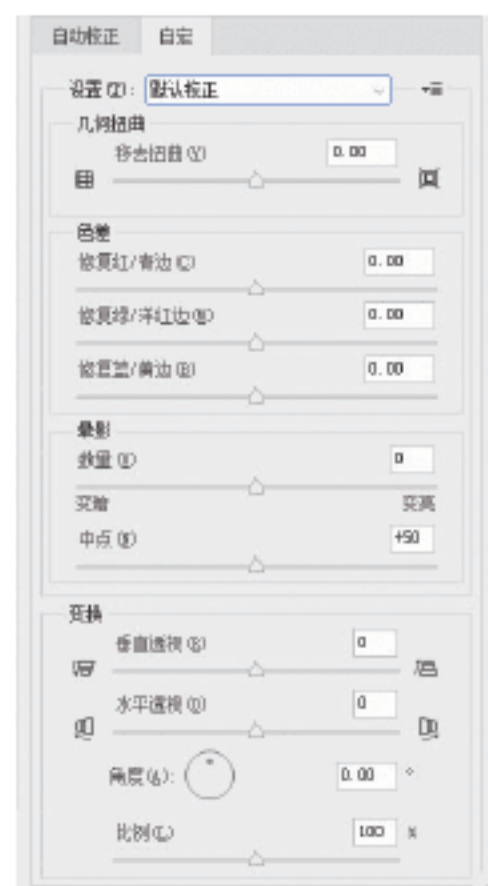 自动校正 自定
设置(Z): 默认校正
几何扭曲
移去扭曲(V) 0.00
色差
修复红/青边(C) 0.00
修复绿/洋红边(N) 0.00
修复蓝/黄边(B) 0.00
晕影
数量(I) 0
变暗 变亮
中点(M) +50
变换
垂直透视(R) 0
水平透视(O) 0
角度(A): 0.00 °
比例(L) 100 %